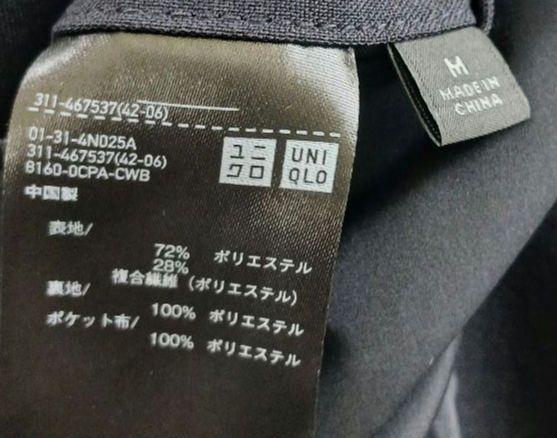 311-467537(42-06)
01-31-4N025A
311-467537(42-06)
8160-0CPA-CWB
中国製
ユニ
クロ
UNI
QLO
M
MADE IN
CHINA
表地/
72% ポリエステル
28%
複合繊維 (ポリエステル)
裏地/
100% ポリエステル
ポケット布/
100% ポリエステル